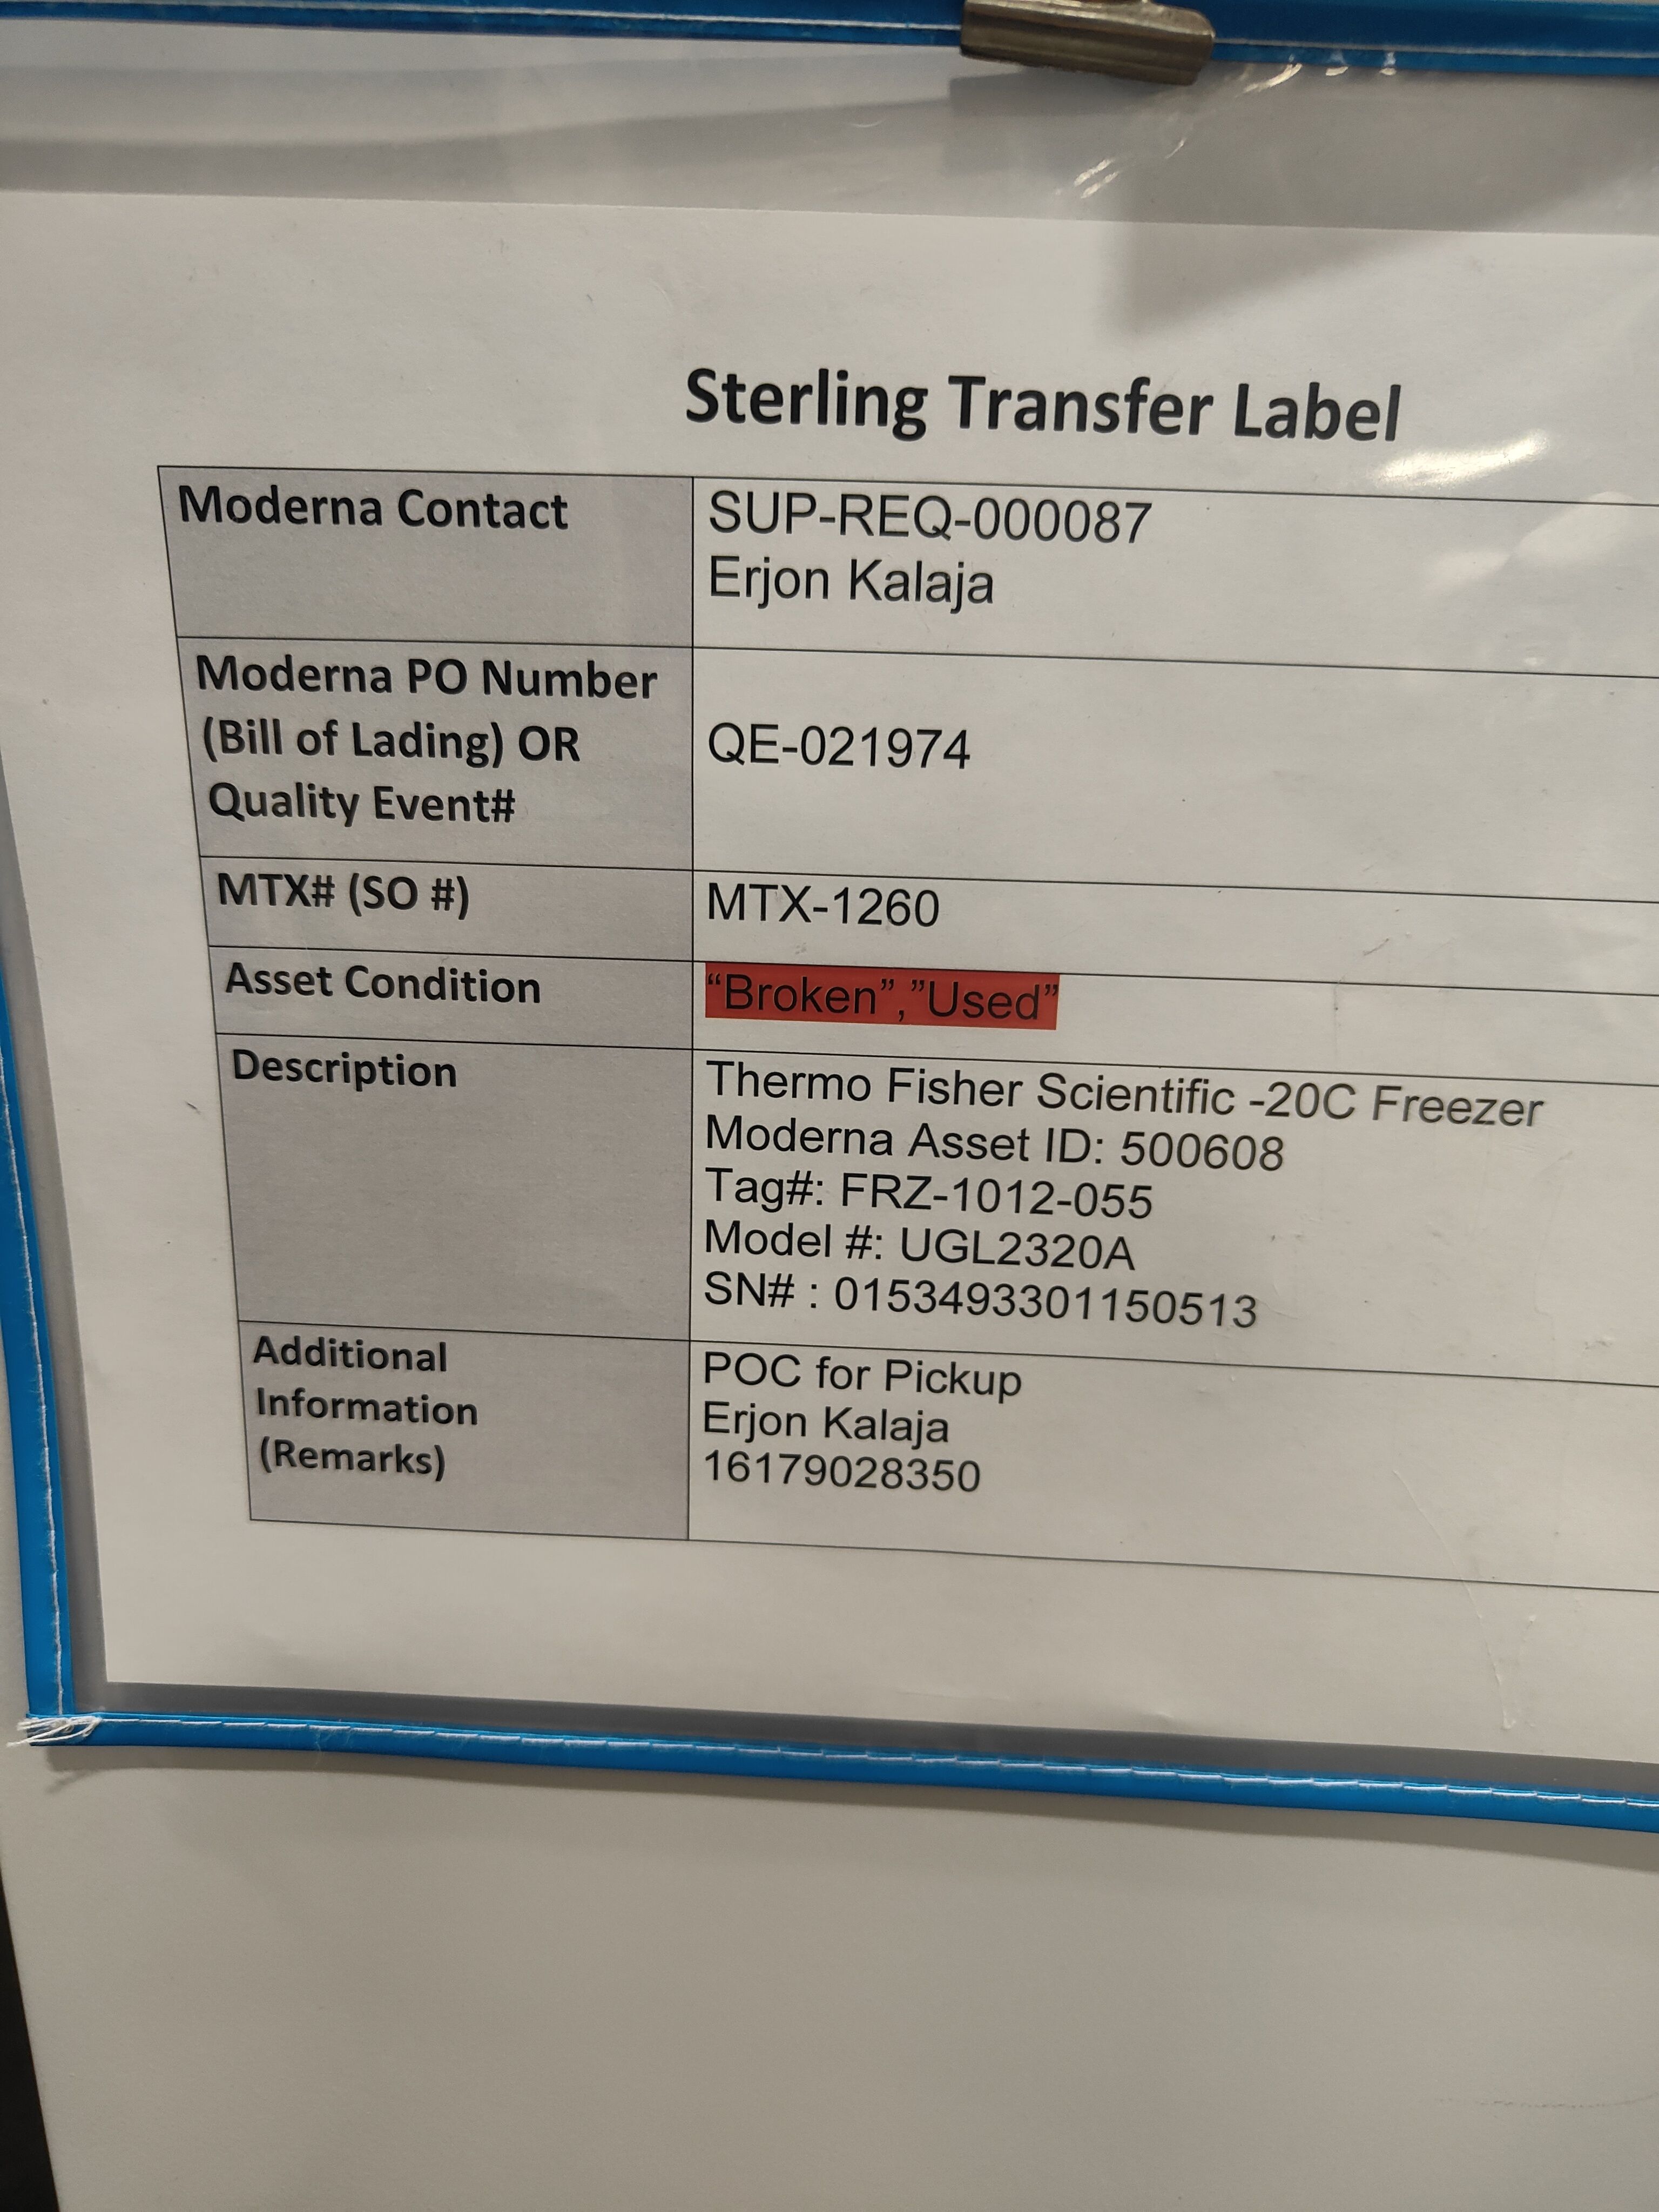 Sterling Transfer Label
Moderna Contact
SUP-REQ-000087
Erjon Kalaja
Moderna PO Number
(Bill of Lading) OR
Quality Event#
QE-021974
MTX# (SO #)
MTX-1260
Asset Condition
“Broken”,”Used”
Description
Thermo Fisher Scientific -20C Freezer
Moderna Asset ID: 500608
Tag#: FRZ-1012-055
Model #: UGL2320A
SN# : 0153493301150513
Additional
Information
(Remarks)
POC for Pickup
Erjon Kalaja
16179028350